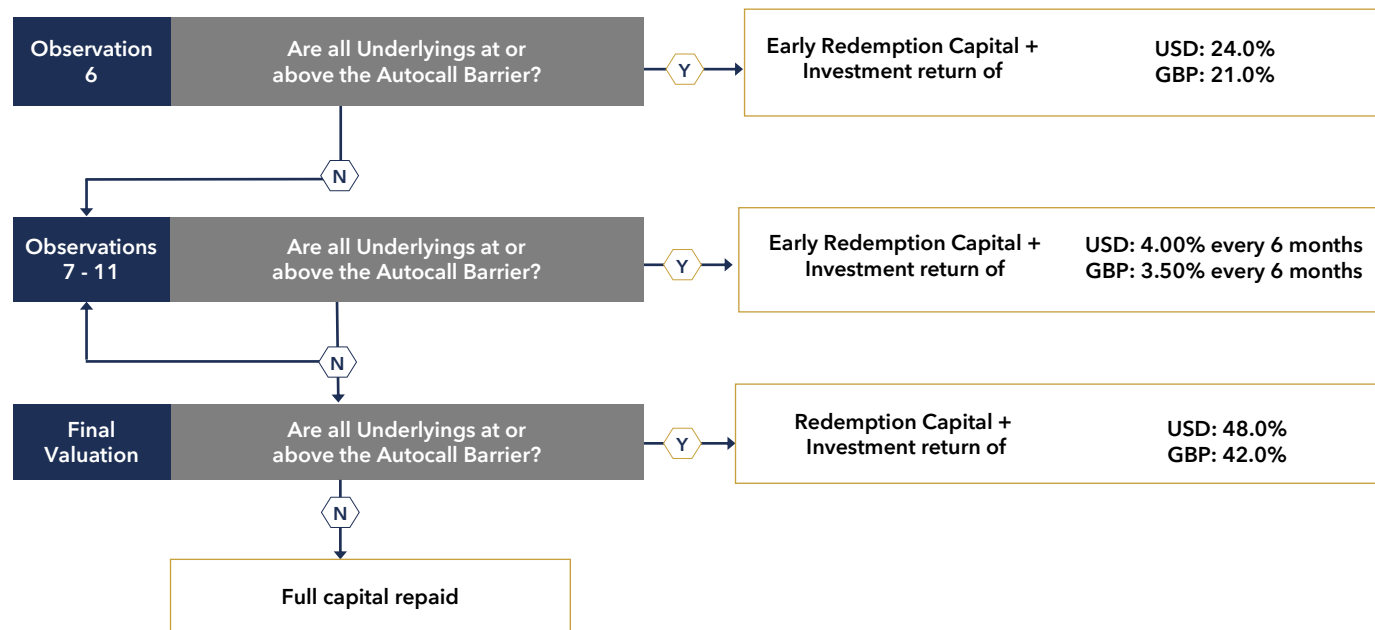 Observation
6
Are all Underlyings at or
above the Autocall Barrier?
Y
Early Redemption Capital +
Investment return of
USD: 24.0%
GBP: 21.0%
N
Observations
7 - 11
Are all Underlyings at or
above the Autocall Barrier?
Y
Early Redemption Capital +
Investment return of
USD: 4.00% every 6 months
GBP: 3.50% every 6 months
N
Final
Valuation
Are all Underlyings at or
above the Autocall Barrier?
Y
Redemption Capital +
Investment return of
USD: 48.0%
GBP: 42.0%
N
Full capital repaid